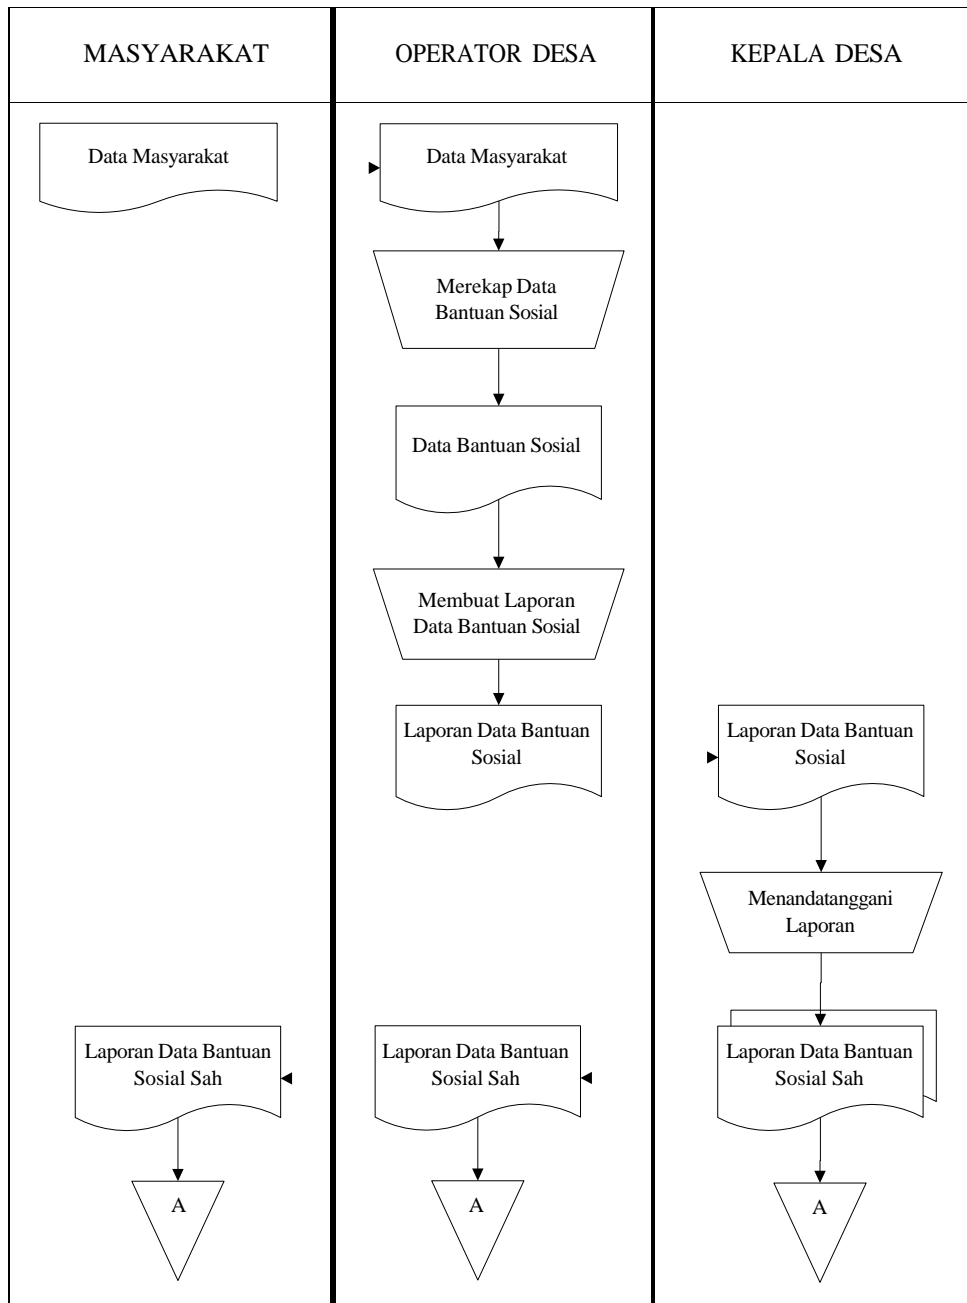 MASYARAKAT
OPERATOR DESA
KEPALA DESA
Data Masyarakat
Data Masyarakat
Merekap Data
Bantuan Sosial
Data Bantuan Sosial
Membuat Laporan
Data Bantuan Sosial
Laporan Data Bantuan
Sosial
Laporan Data Bantuan
Sosial
Menandatanggani
Laporan
Laporan Data Bantuan
Sosial Sah
Laporan Data Bantuan
Sosial Sah
Laporan Data Bantuan
Sosial Sah
A
A
A